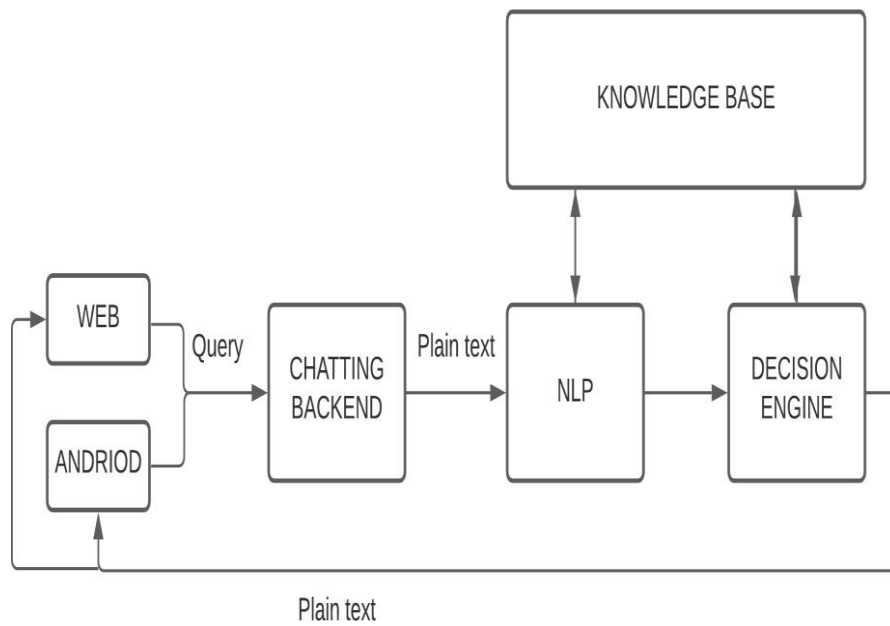 KNOWLEDGE BASE
WEB
Query
Plain text
CHATTING
BACKEND
NLP
DECISION
ENGINE
ANDRIOD
Plain text